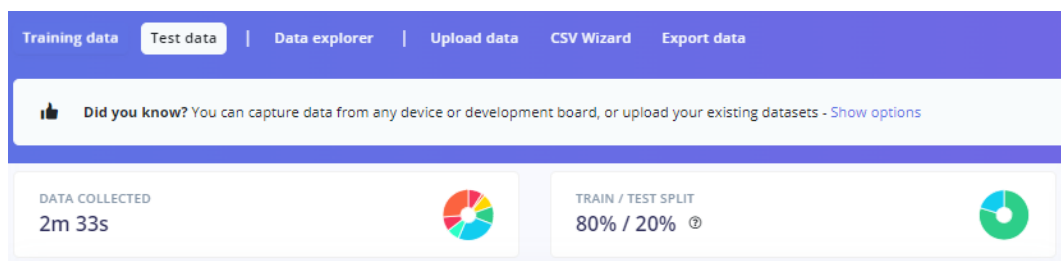 Training data Test data | Data explorer | Upload data CSV Wizard Export data
Did you know? You can capture data from any device or development board, or upload your existing datasets - Show options
DATA COLLECTED
2m 33s
TRAIN / TEST SPLIT
80% / 20% ?